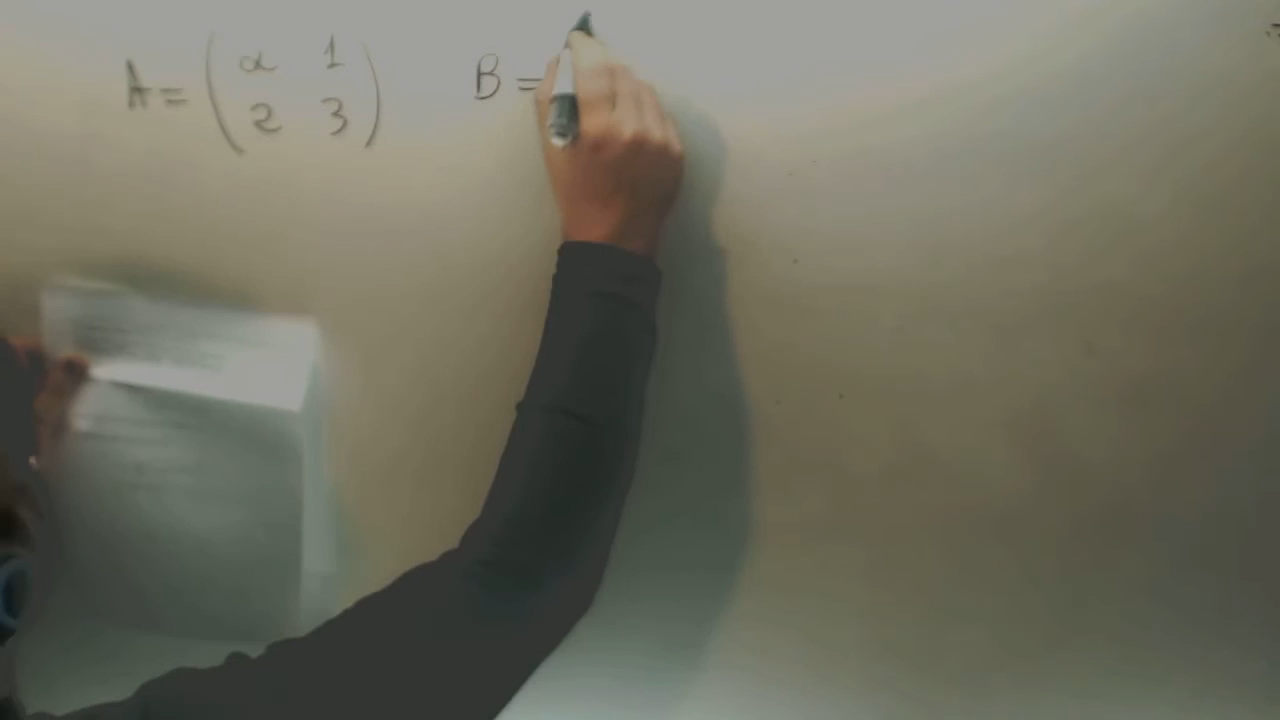 A = ( α 1 ) B =
( 2 3 )